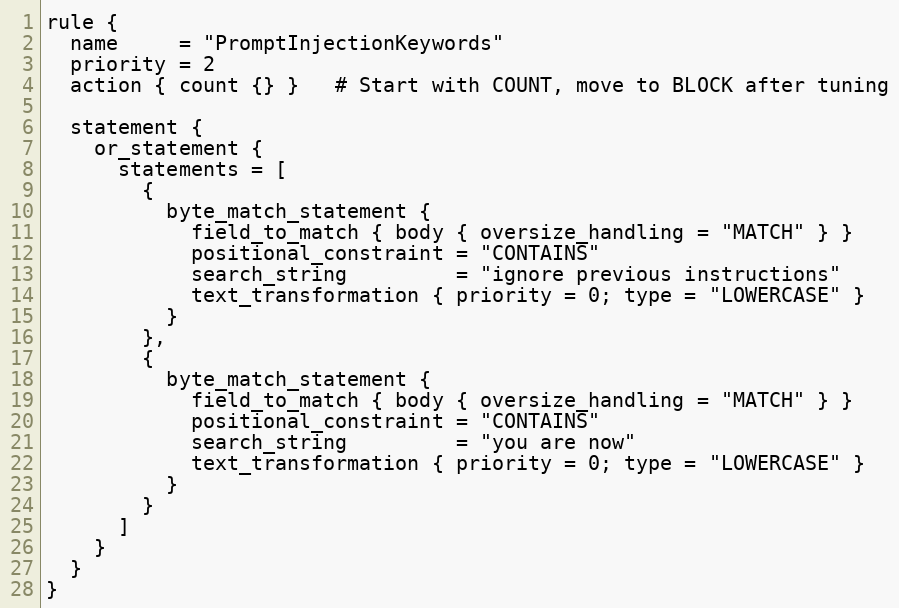 1 rule {
2   name     = "PromptInjectionKeywords"
3   priority = 2
4   action { count {} }   # Start with COUNT, move to BLOCK after tuning
5
6   statement {
7     or_statement {
8       statements = [
9         {
10           byte_match_statement {
11             field_to_match { body { oversize_handling = "MATCH" } }
12             positional_constraint = "CONTAINS"
13             search_string         = "ignore previous instructions"
14             text_transformation { priority = 0; type = "LOWERCASE" }
15           }
16         },
17         {
18           byte_match_statement {
19             field_to_match { body { oversize_handling = "MATCH" } }
20             positional_constraint = "CONTAINS"
21             search_string         = "you are now"
22             text_transformation { priority = 0; type = "LOWERCASE" }
23           }
24         }
25       ]
26     }
27   }
28 }